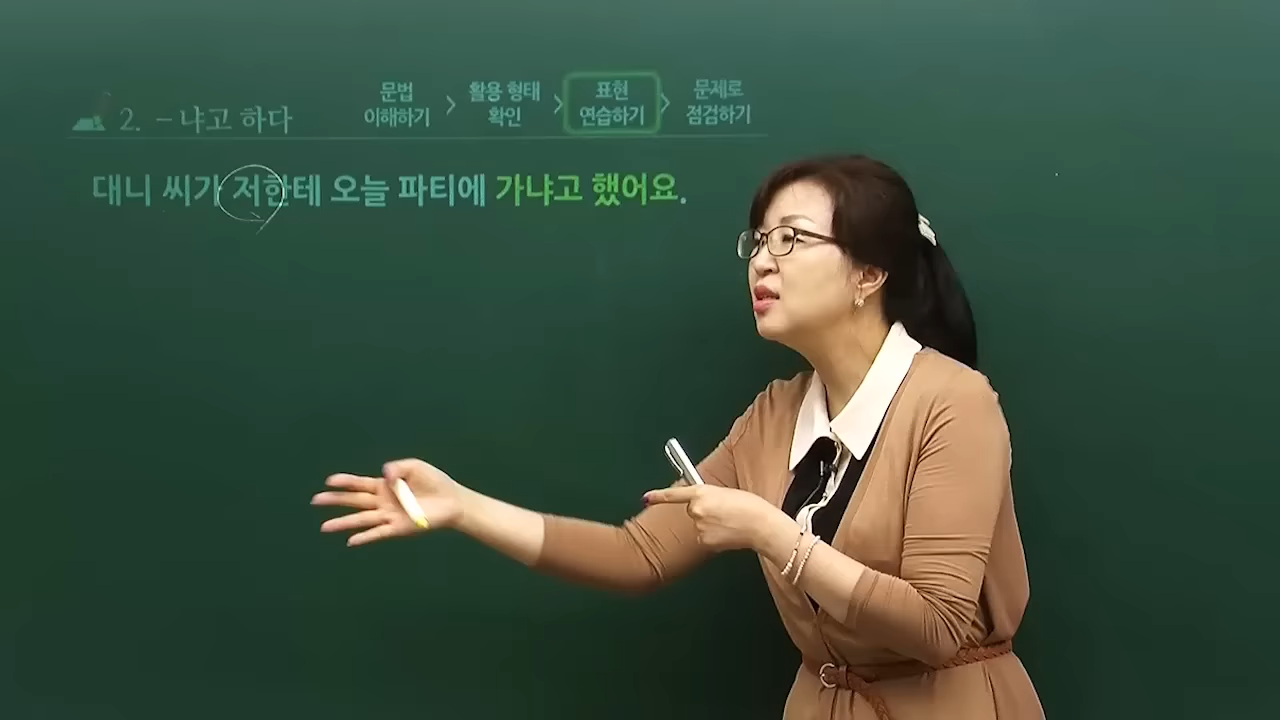 2. -냐고 하다
문법 이해하기 > 활용 형태 확인 > 표현 연습하기 > 문제로 점검하기
대니 씨가 저한테 오늘 파티에 가냐고 했어요.